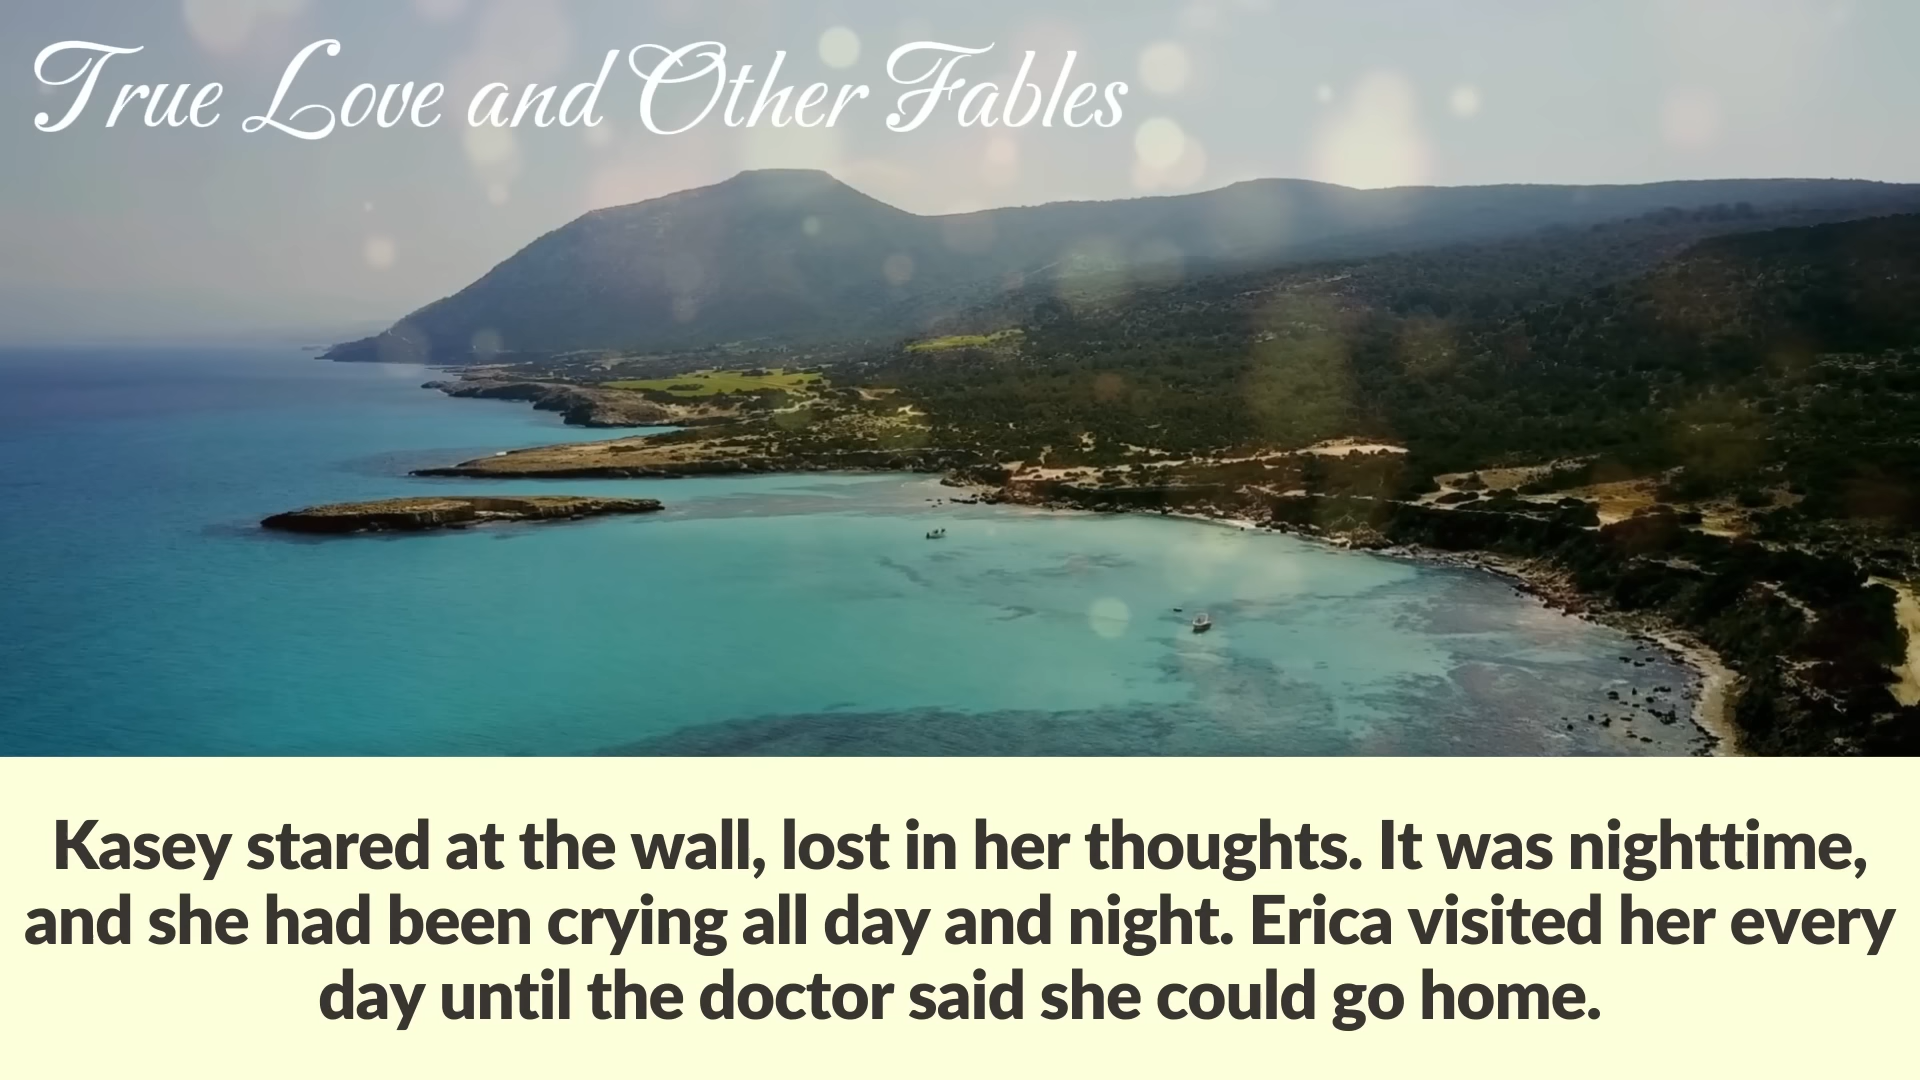 True Love and Other Fables
Kasey stared at the wall, lost in her thoughts. It was nighttime,
and she had been crying all day and night. Erica visited her every
day until the doctor said she could go home.